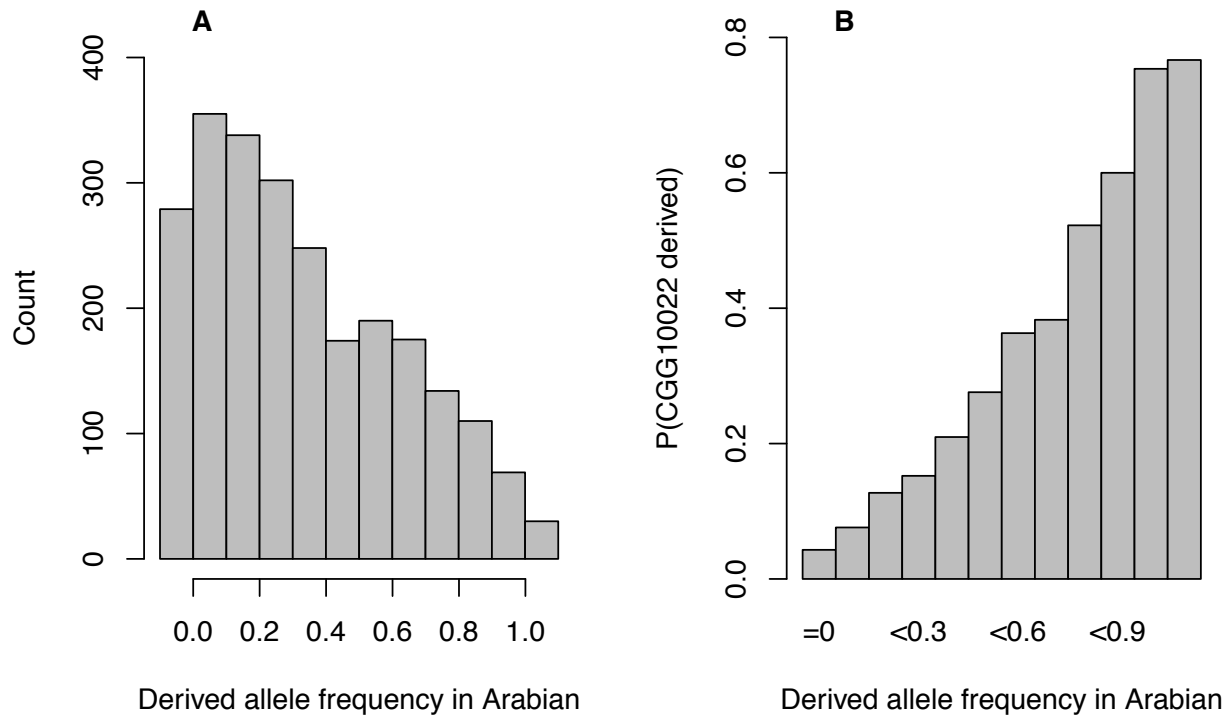 A
400
300
200
100
0
Count
0.0 0.2 0.4 0.6 0.8 1.0
Derived allele frequency in Arabian
B
0.8
0.6
0.4
0.2
0.0
P(CGG10022 derived)
=0 <0.3 <0.6 <0.9
Derived allele frequency in Arabian